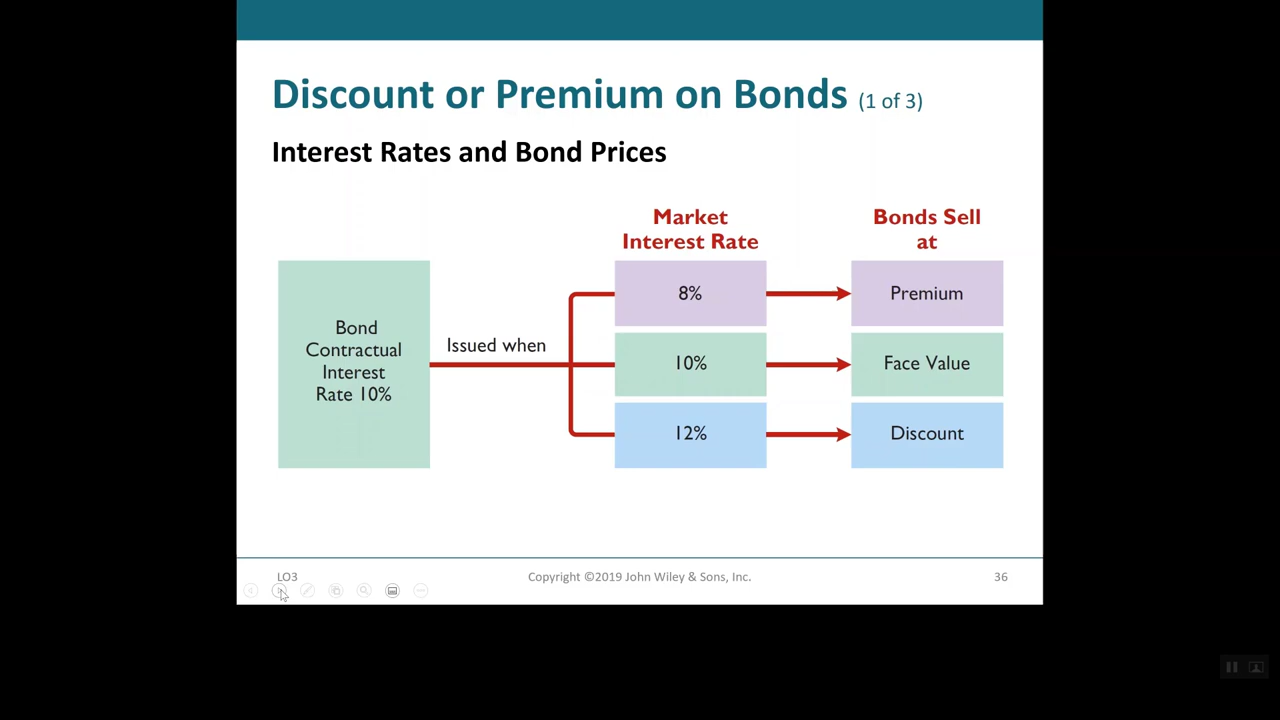 Discount or Premium on Bonds (1 of 3)
Interest Rates and Bond Prices
Market
Interest Rate
Bonds Sell
at
Bond
Contractual
Interest
Rate 10%
Issued when
8%
Premium
10%
Face Value
12%
Discount
LO3
Copyright ©2019 John Wiley & Sons, Inc.
36